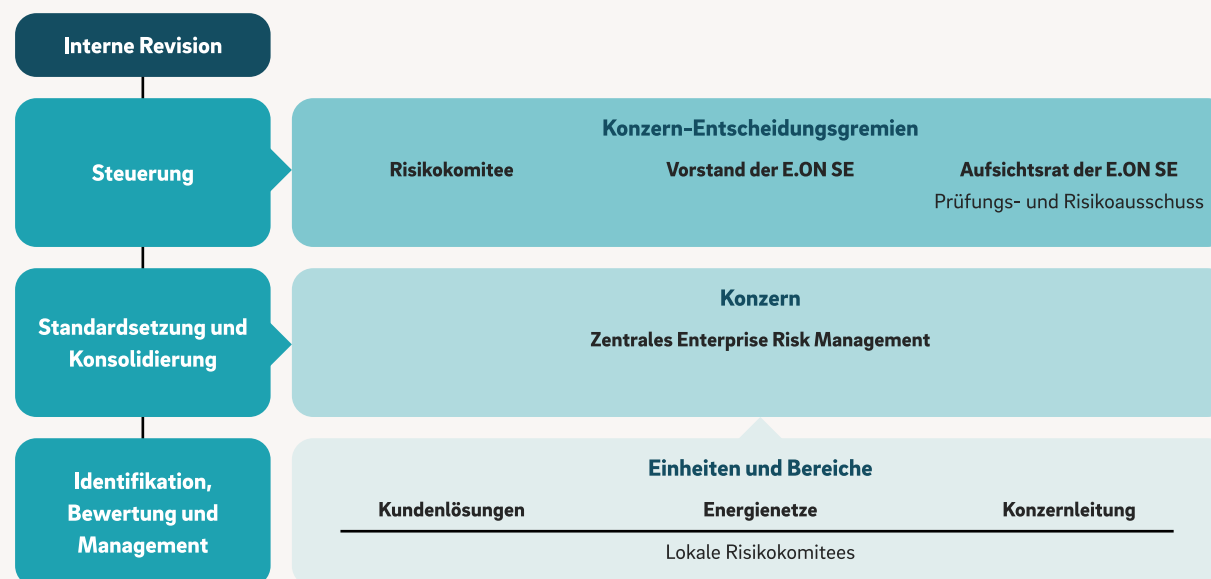 Interne Revision
Steuerung
Konzern-Entscheidungsgremien
Risikokomitee
Vorstand der E.ON SE
Aufsichtsrat der E.ON SE
Prüfungs- und Risikoausschuss
Standardsetzung und
Konsolidierung
Konzern
Zentrales Enterprise Risk Management
Identifikation,
Bewertung und
Management
Einheiten und Bereiche
Kundenlösungen
Energienetze
Konzernleitung
Lokale Risikokomitees